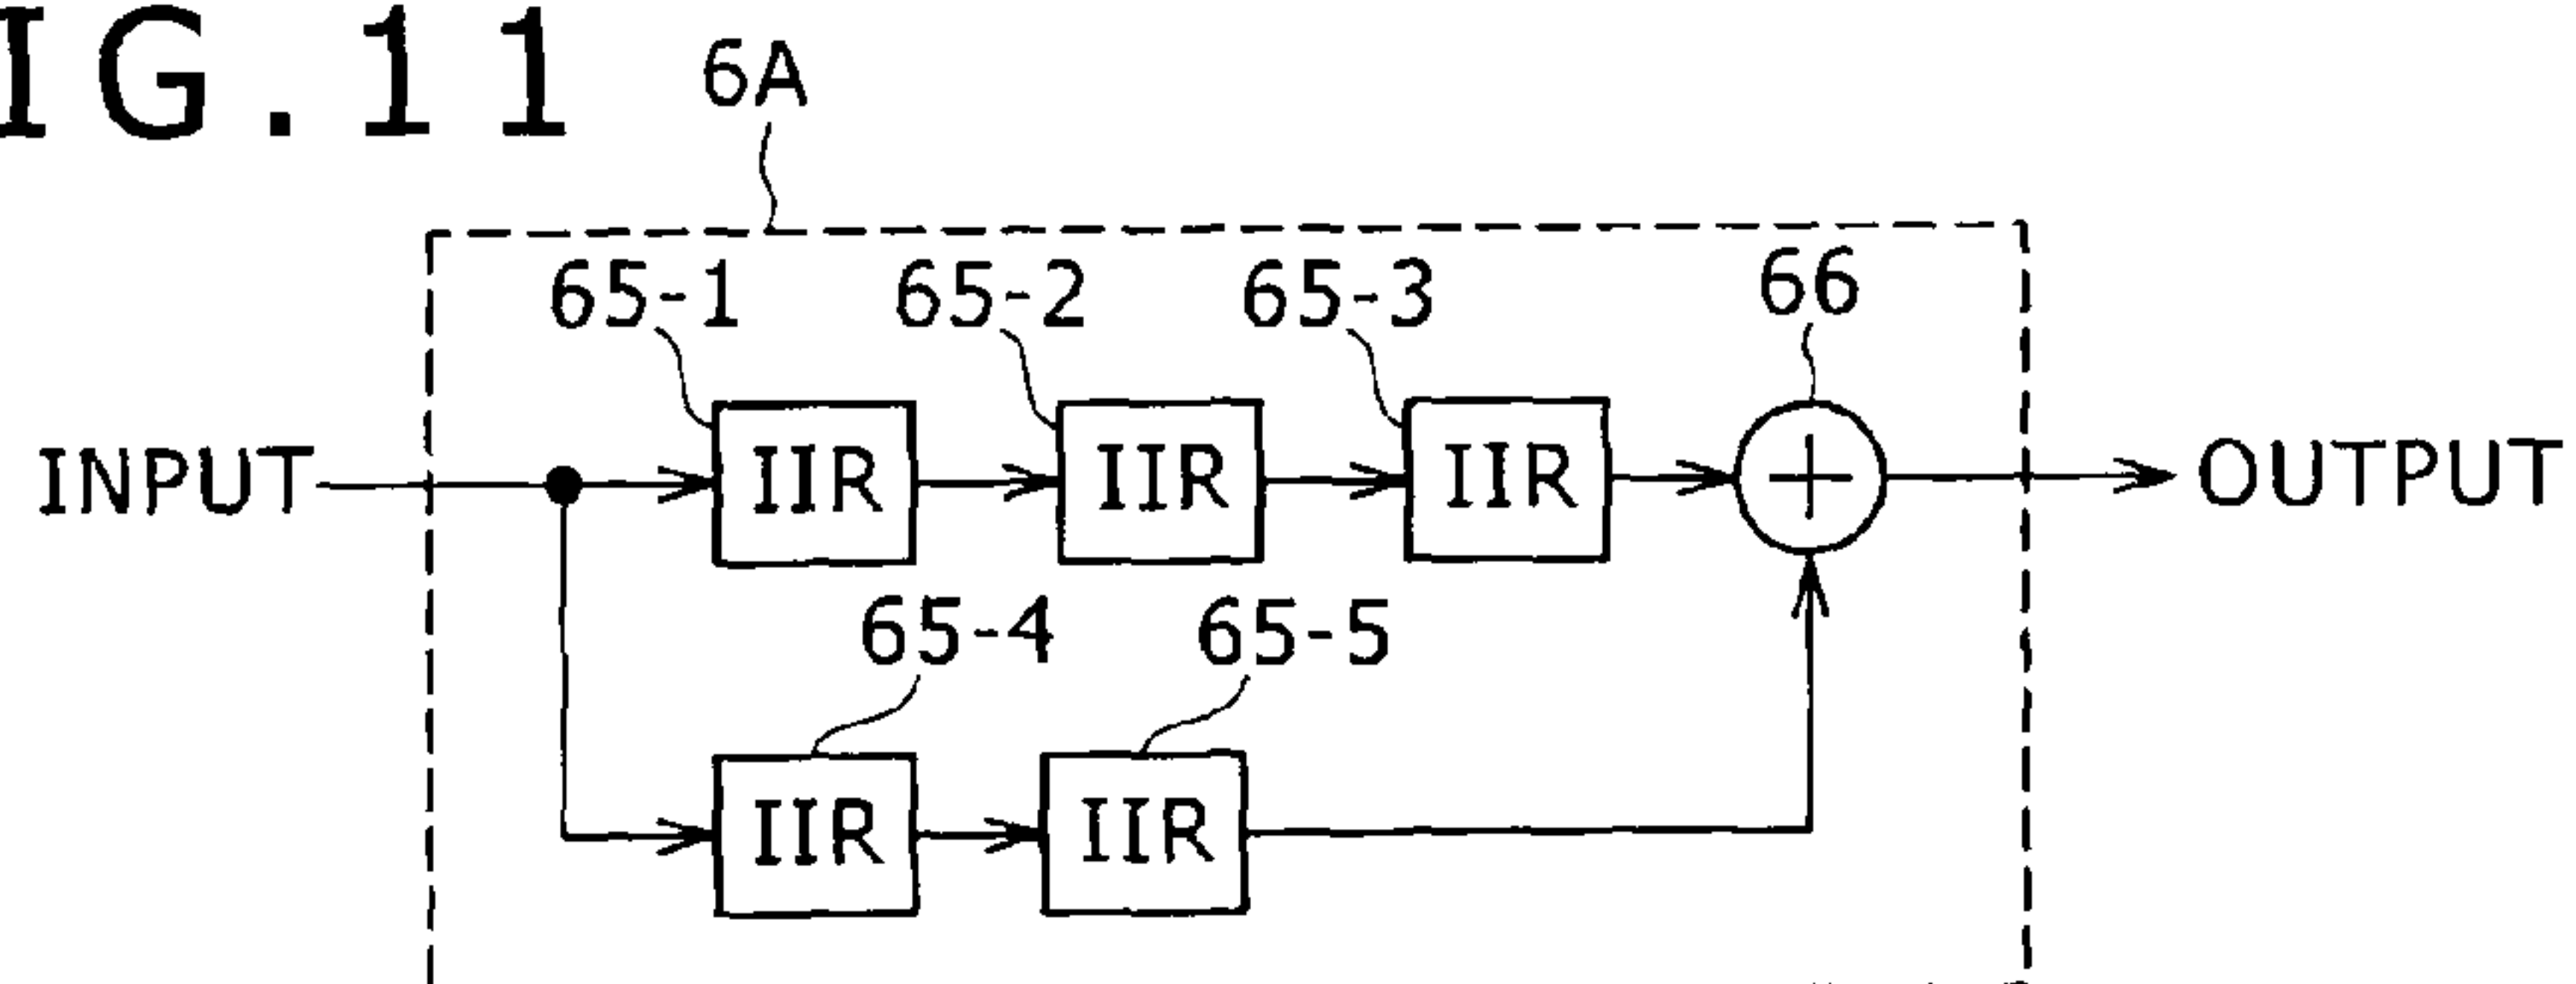 IG.11
6A
65-1 65-2 65-3 66
INPUT IIR IIR IIR + OUTPUT
65-4 65-5
IIR IIR